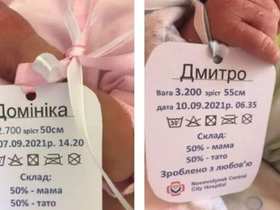 Домініка
2.700 зріст 50см
07.09.2021р. 14.20
Склад:
50% - мама
50% - тато
Дмитро
Вага 3.200 зріст 55см
дата 10.09.2021р. 06.35
Склад:
50% - мама
50% - тато
Зроблено з любов'ю
Novorozdynsk Central
City Hospital